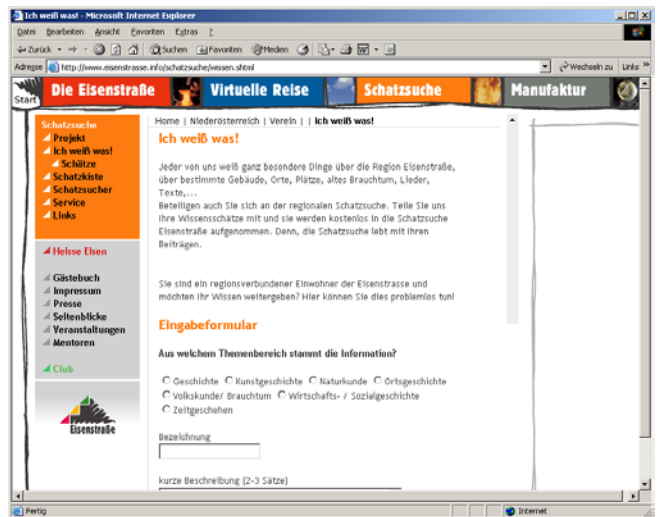 Ich weiß was! - Microsoft Internet Explorer
Datei Bearbeiten Ansicht Favoriten Extras ?
Zurück Suchen Favoriten Medien
Adresse http://www.eisenstrasse.info/schatzsuche/wissen.shtml Wechseln zu Links »
Start Die Eisenstraße Virtuelle Reise Schatzsuche Manufaktur
Schatzsuche
Projekt
Ich weiß was!
Schätze
Schatzkiste
Schatzsucher
Service
Links
Heisse Eisen
Gästebuch
Impressum
Presse
Seitenblicke
Veranstaltungen
Mentoren
Club
Eisenstraße
Home | Niederösterreich | Verein | | Ich weiß was!
Ich weiß was!
Jeder von uns weiß ganz besondere Dinge über die Region Eisenstraße,
über bestimmte Gebäude, Orte, Plätze, altes Brauchtum, Lieder,
Texte,...
Beteiligen auch Sie sich an der regionalen Schatzsuche. Teile Sie uns
Ihre Wissensschätze mit und sie werden kostenlos in die Schatzsuche
Eisenstraße aufgenommen. Denn, die Schatzsuche lebt mit Ihren
Beiträgen.
Sie sind ein regionsverbundener Einwohner der Eisenstrasse und
möchten Ihr Wissen weitergeben? Hier können Sie dies problemlos tun!
Eingabeformular
Aus welchem Themenbereich stammt die Information?
Geschichte Kunstgeschichte Naturkunde Ortsgeschichte
Volkskunde/ Brauchtum Wirtschafts- / Sozialgeschichte
Zeitgeschehen
Bezeichnung
kurze Beschreibung (2-3 Sätze)
Fertig Internet